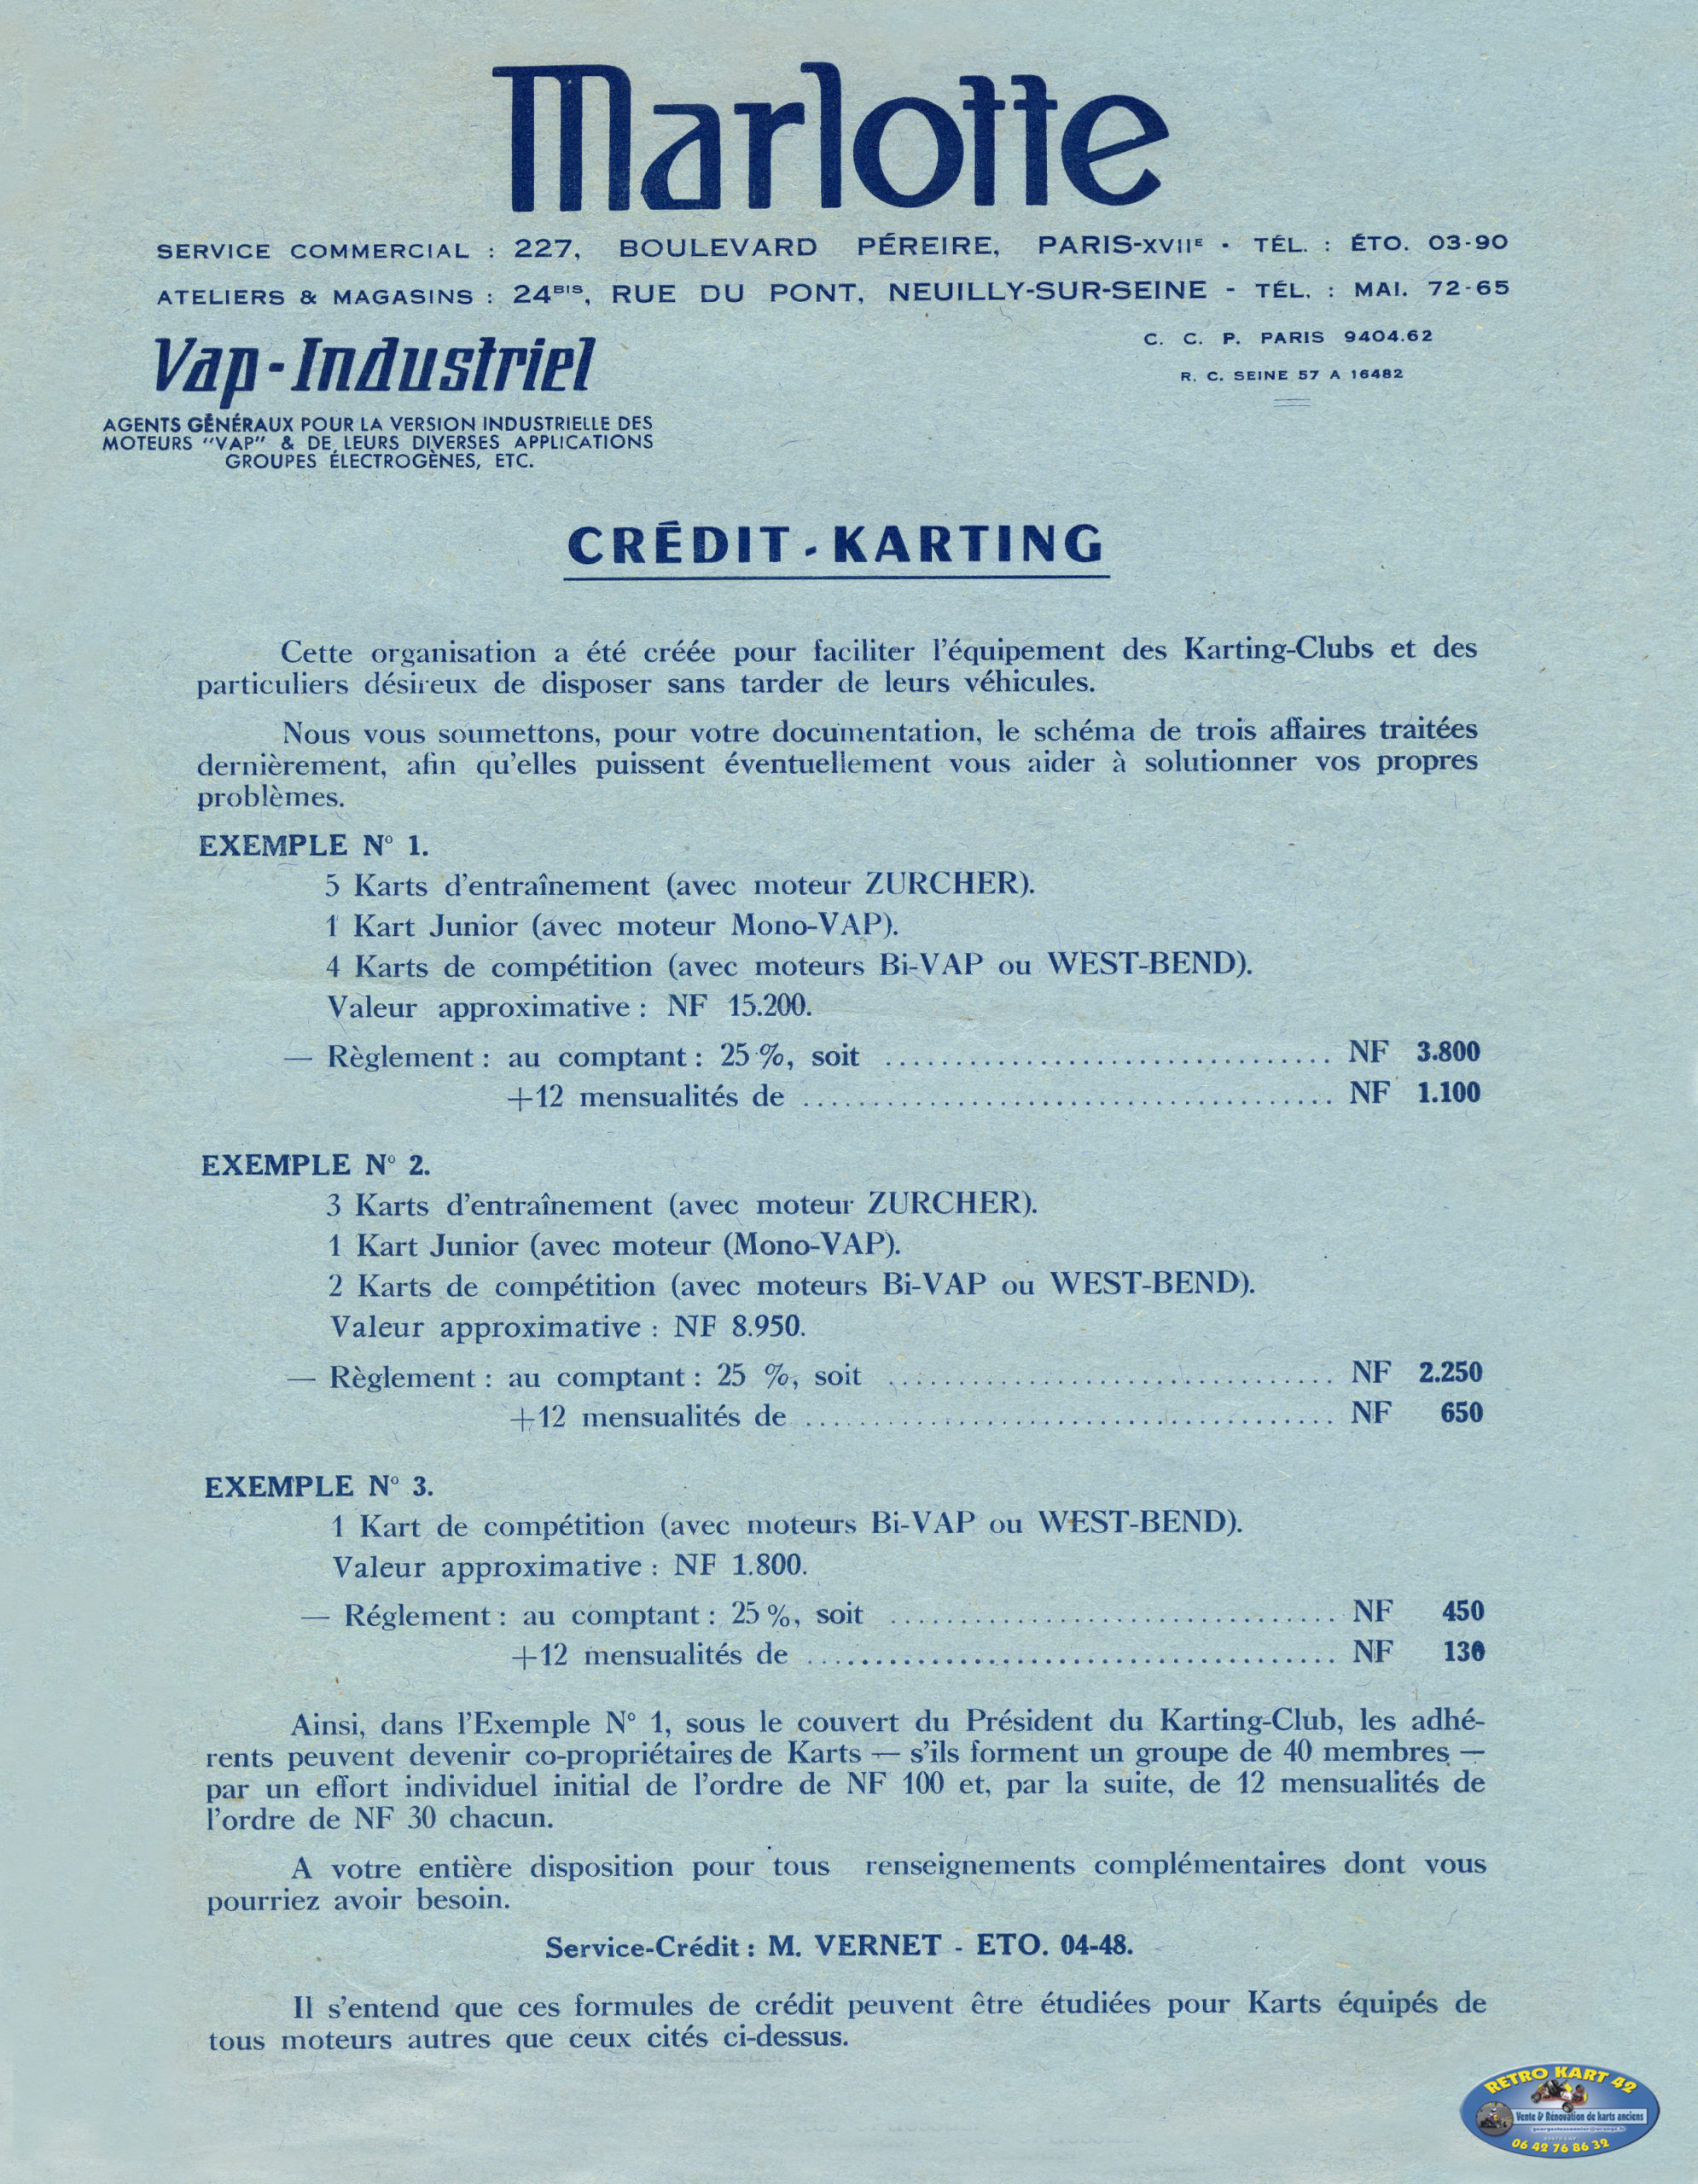 Marlotte
SERVICE COMMERCIAL : 227, BOULEVARD PÉREIRE, PARIS-XVIIE • TÉL. : ÉTO. 03-90
ATELIERS & MAGASINS : 24BIS, RUE DU PONT, NEUILLY-SUR-SEINE - TÉL. : MAI. 72-65
C. C. P. PARIS 9404.62
R. C. SEINE 57 A 16482
Vap-Industriel
AGENTS GÉNÉRAUX POUR LA VERSION INDUSTRIELLE DES
MOTEURS "VAP" & DE LEURS DIVERSES APPLICATIONS
GROUPES ÉLECTROGÈNES, ETC.
CRÉDIT - KARTING
Cette organisation a été créée pour faciliter l'équipement des Karting-Clubs et des
particuliers désireux de disposer sans tarder de leurs véhicules.
Nous vous soumettons, pour votre documentation, le schéma de trois affaires traitées
dernièrement, afin qu'elles puissent éventuellement vous aider à solutionner vos propres
problèmes.
EXEMPLE N° 1.
5 Karts d'entraînement (avec moteur ZURCHER).
1 Kart Junior (avec moteur Mono-VAP).
4 Karts de compétition (avec moteurs Bi-VAP ou WEST-BEND).
Valeur approximative : NF 15.200.
— Règlement : au comptant : 25 %, soit ................................ NF 3.800
+12 mensualités de ...................................... NF 1.100
EXEMPLE N° 2.
3 Karts d'entraînement (avec moteur ZURCHER).
1 Kart Junior (avec moteur (Mono-VAP).
2 Karts de compétition (avec moteurs Bi-VAP ou WEST-BEND).
Valeur approximative : NF 8.950.
— Règlement : au comptant : 25 %, soit ................................ NF 2.250
+12 mensualités de ...................................... NF 650
EXEMPLE N° 3.
1 Kart de compétition (avec moteurs Bi-VAP ou WEST-BEND).
Valeur approximative : NF 1.800.
— Réglement : au comptant : 25 %, soit ................................ NF 450
+12 mensualités de ...................................... NF 130
Ainsi, dans l'Exemple N° 1, sous le couvert du Président du Karting-Club, les adhé-
rents peuvent devenir co-propriétaires de Karts — s'ils forment un groupe de 40 membres —
par un effort individuel initial de l'ordre de NF 100 et, par la suite, de 12 mensualités de
l'ordre de NF 30 chacun.
A votre entière disposition pour tous renseignements complémentaires dont vous
pourriez avoir besoin.
Service-Crédit : M. VERNET - ETO. 04-48.
Il s'entend que ces formules de crédit peuvent être étudiées pour Karts équipés de
tous moteurs autres que ceux cités ci-dessus.
RETRO KART 42
Vente & Rénovation de karts anciens
06 42 76 86 32